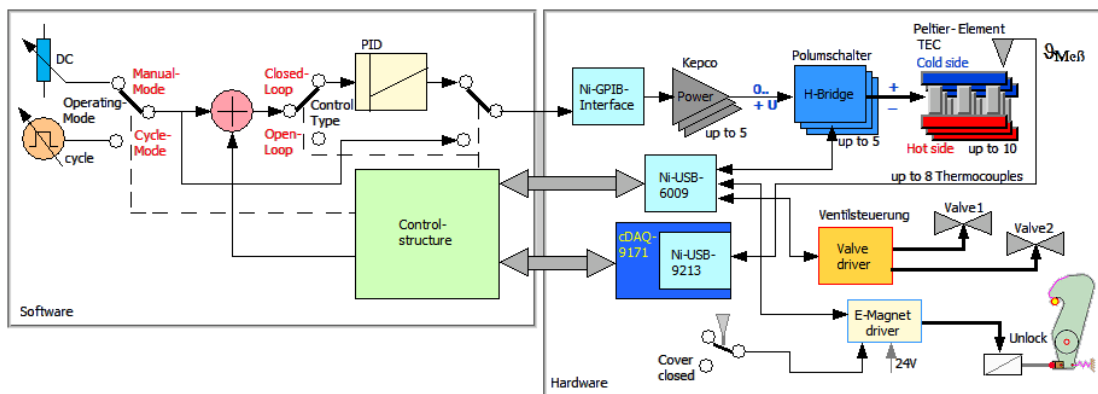 DC
Manual-
Mode
Operating-
Mode
Cycle-
Mode
cycle
Closed-
Loop
PID
Control
Type
Open-
Loop
Control-
structure
Software
Ni-GPIB-
Interface
Kepco
Power
up to 5
0..
+ U
Polumschalter
H-Bridge
up to 5
+
−
Peltier- Element
TEC
Cold side
Hot side
up to 10
ϑMeß
up to 8 Thermocouples
Ni-USB-
6009
cDAQ-
9171
Ni-USB-
9213
Ventilsteuerung
Valve
driver
Valve1
Valve2
E-Magnet
driver
24V
Unlock
Cover
closed
Hardware